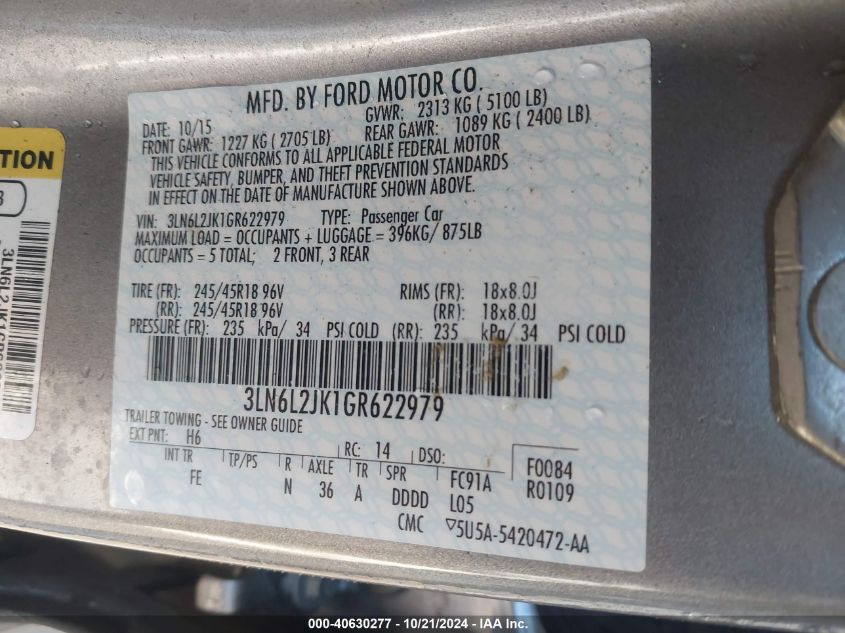 MFD. BY FORD MOTOR CO.
DATE: 10/15
GVWR: 2313 KG ( 5100 LB)
FRONT GAWR: 1227 KG ( 2705 LB)
REAR GAWR: 1089 KG ( 2400 LB)
THIS VEHICLE CONFORMS TO ALL APPLICABLE FEDERAL MOTOR
VEHICLE SAFETY, BUMPER, AND THEFT PREVENTION STANDARDS
IN EFFECT ON THE DATE OF MANUFACTURE SHOWN ABOVE.
VIN: 3LN6L2JK1GR622979 TYPE: Passenger Car
MAXIMUM LOAD = OCCUPANTS + LUGGAGE = 396KG/ 875LB
OCCUPANTS = 5 TOTAL; 2 FRONT, 3 REAR
TIRE (FR): 245/45R18 96V RIMS (FR): 18x8.0J
(RR): 245/45R18 96V (RR): 18x8.0J
PRESSURE (FR): 235 kPa/ 34 PSI COLD (RR): 235 kPa/ 34 PSI COLD
3LN6L2JK1GR622979
TRAILER TOWING - SEE OWNER GUIDE
EXT PNT: H6 RC: 14 DSO:
INT TR TP/PS R AXLE TR SPR FC91A F0084
FE N 36 A DDDD L05 R0109
CMC ▽5U5A-5420472-AA
TION
000-40630277 - 10/21/2024 - IAA Inc.